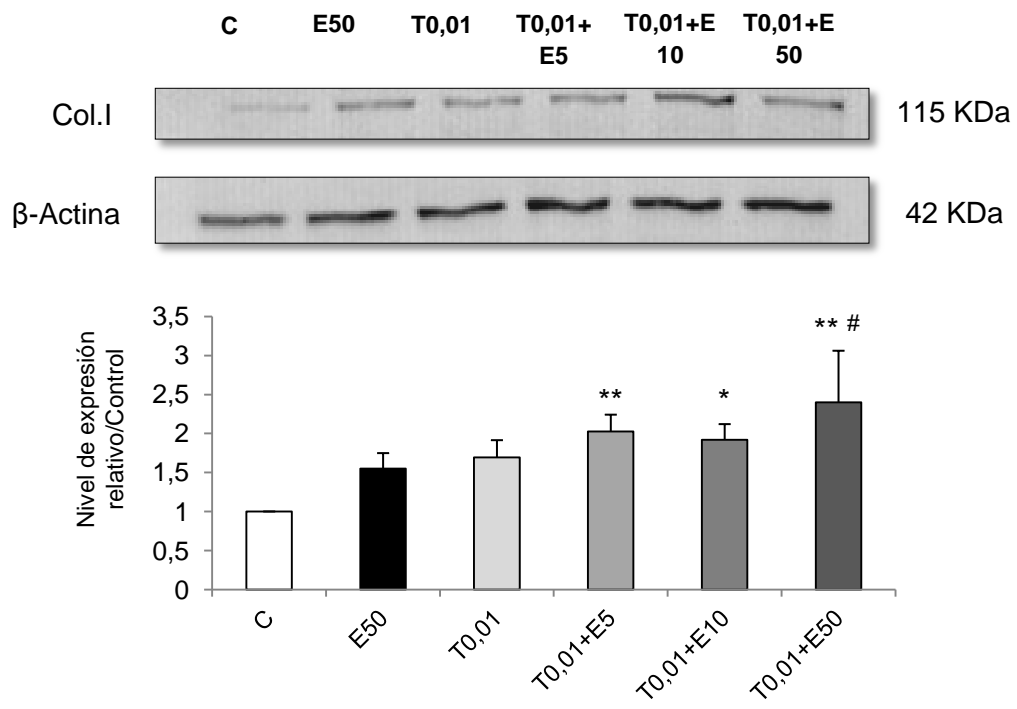 C E50 T0,01 T0,01+ T0,01+E T0,01+E
E5 10 50
Col.I 115 KDa
β-Actina 42 KDa
Nivel de expresión
relativo/Control
3,5
3
2,5
2
1,5
1
0,5
0
** * ** #
C E50 T0,01 T0,01+E5 T0,01+E10 T0,01+E50